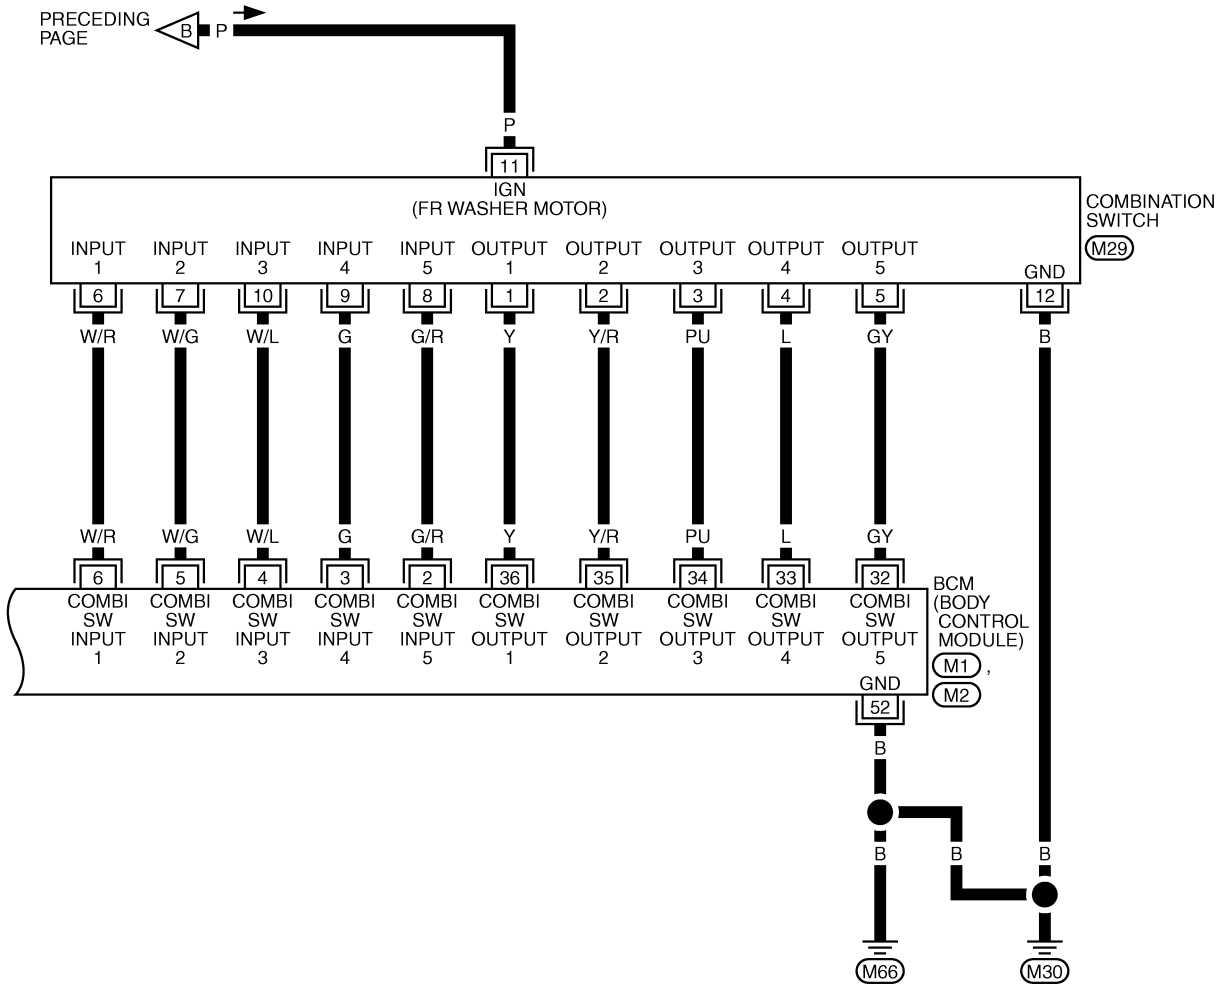 PRECEDING
PAGE
B
P
P
11
IGN
(FR WASHER MOTOR)
COMBINATION
SWITCH
M29
INPUT INPUT INPUT INPUT INPUT OUTPUT OUTPUT OUTPUT OUTPUT OUTPUT
1 2 3 4 5 1 2 3 4 5
GND
6 7 10 9 8 1 2 3 4 5 12
W/R W/G W/L G G/R Y Y/R PU L GY B
W/R W/G W/L G G/R Y Y/R PU L GY
6 5 4 3 2 36 35 34 33 32
COMBI COMBI COMBI COMBI COMBI COMBI COMBI COMBI COMBI COMBI
SW SW SW SW SW SW SW SW SW SW
INPUT INPUT INPUT INPUT INPUT OUTPUT OUTPUT OUTPUT OUTPUT OUTPUT
1 2 3 4 5 1 2 3 4 5
BCM
(BODY
CONTROL
MODULE)
M1 ,
M2
GND
52
B
B B B
M66 M30